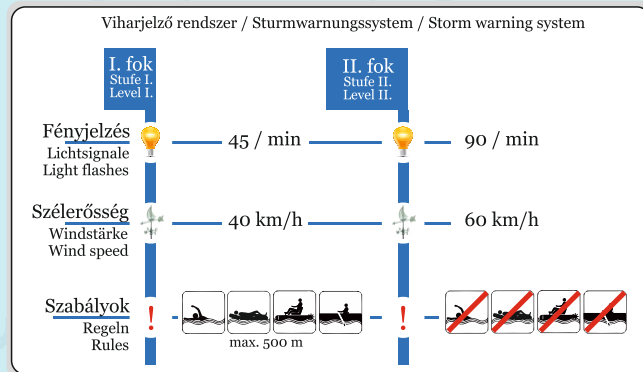 Viharjelző rendszer / Sturmwarnungssystem / Storm warning system
I. fok
Stufe I.
Level I.
II. fok
Stufe II.
Level II.
Fényjelzés
Lichtsignale
Light flashes
45 / min
90 / min
Szélerősség
Windstärke
Wind speed
40 km/h
60 km/h
Szabályok
Regeln
Rules
!
!
max. 500 m